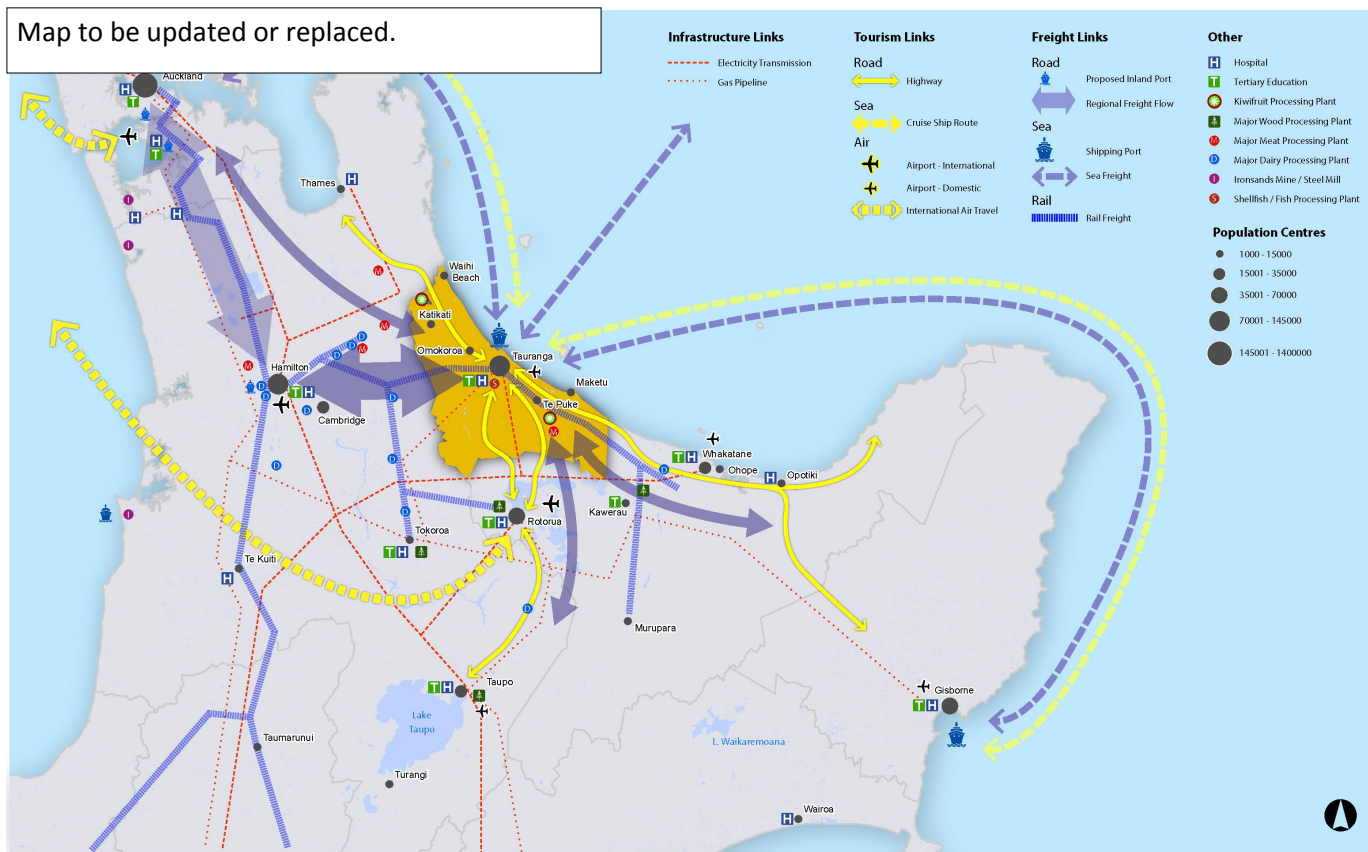 Map to be updated or replaced.
Infrastructure Links
Electricity Transmission
Gas Pipeline
Tourism Links
Road
Highway
Sea
Cruise Ship Route
Air
Airport - International
Airport - Domestic
International Air Travel
Freight Links
Road
Proposed Inland Port
Regional Freight Flow
Sea
Shipping Port
Sea Freight
Rail
Rail Freight
Other
H Hospital
T Tertiary Education
Kiwifruit Processing Plant
Major Wood Processing Plant
M Major Meat Processing Plant
D Major Dairy Processing Plant
I Ironsands Mine / Steel Mill
S Shellfish / Fish Processing Plant
Population Centres
1000 - 15000
15001 - 35000
35001 - 70000
70001 - 145000
145001 - 1400000
Auckland
H
T
H
T
Thames H
I
H H
I
Waihi
Beach
M
Katikati
M
D
D M
D
Omokoroa
Tauranga
T H S
M
Hamilton
D
D
T H
D
Cambridge
D
Maketu
Te Puke
M
D
D
Whakatane
T H
D
Ohope
H Opotiki
I
D
Rotorua
T H
T
Kawerau
Tokoroa
T H
Te Kuiti
H
D
Murupara
Taupo
T H
Lake
Taupo
Gisborne
T H
L. Waikaremoana
Taumarunui
Turangi
H Wairoa